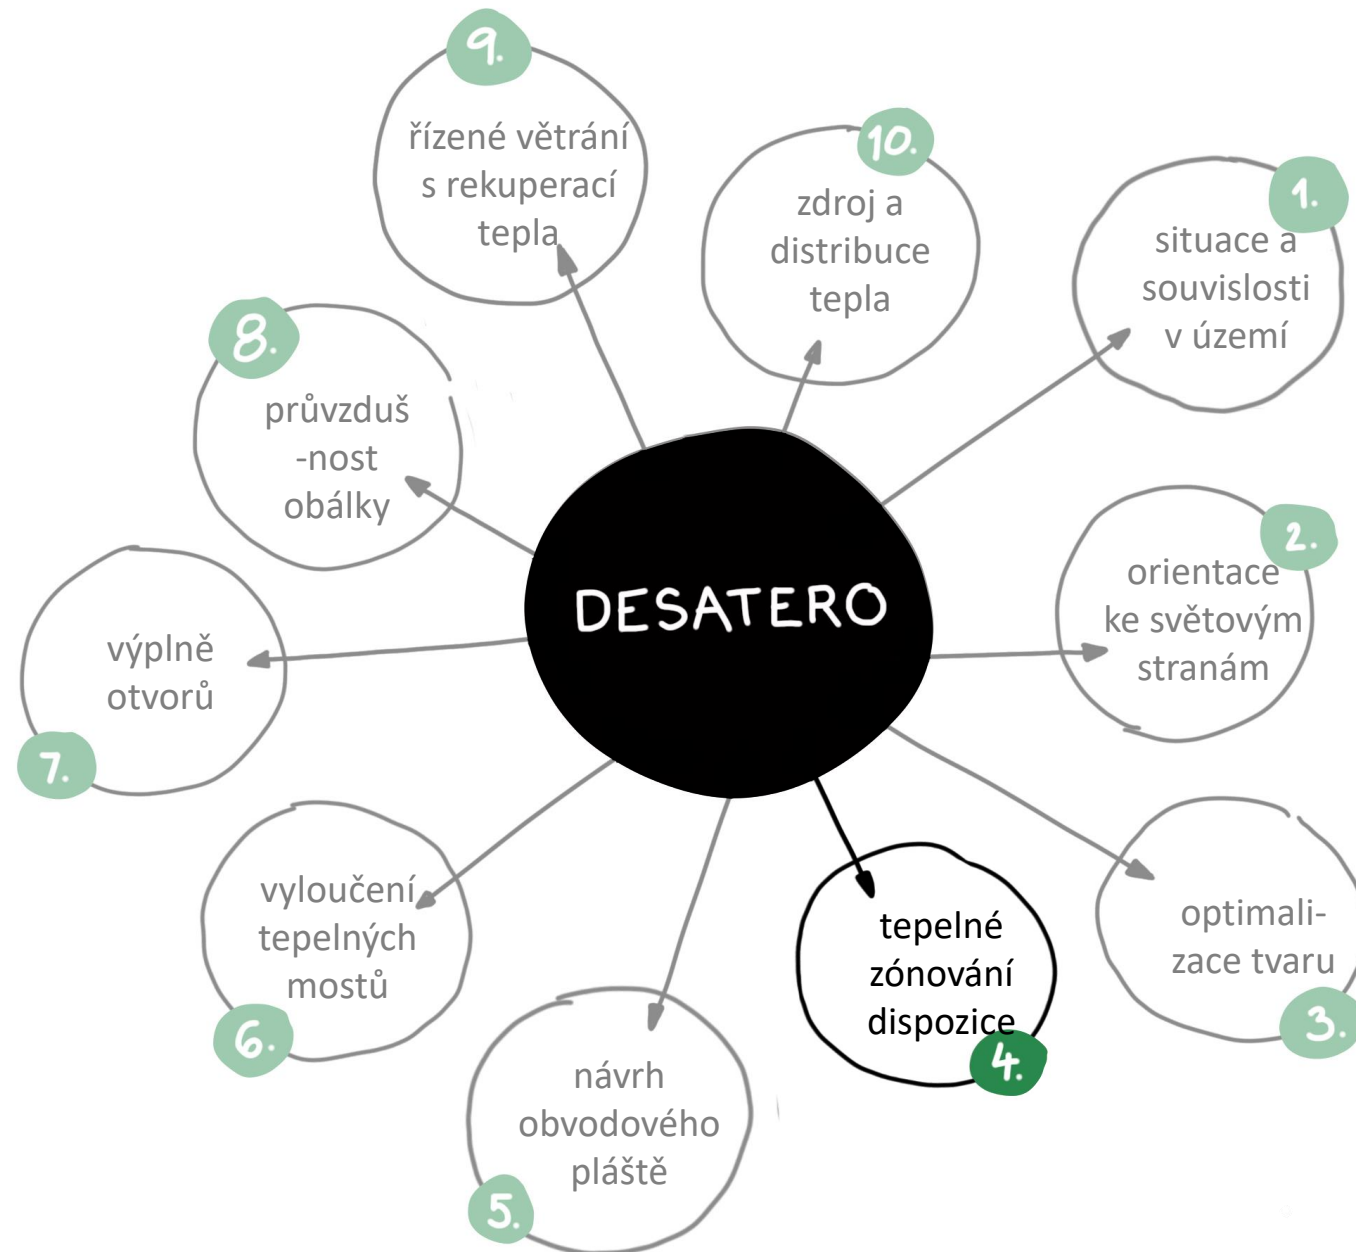 DESATERO
1.
situace a
souvislosti
v území
2.
orientace
ke světovým
stranám
3.
optimali-
zace tvaru
4.
tepelné
zónování
dispozice
5.
návrh
obvodového
pláště
6.
vyloučení
tepelných
mostů
7.
výplně
otvorů
8.
průvzduš
-nost
obálky
9.
řízené větrání
s rekuperací
tepla
10.
zdroj a
distribuce
tepla